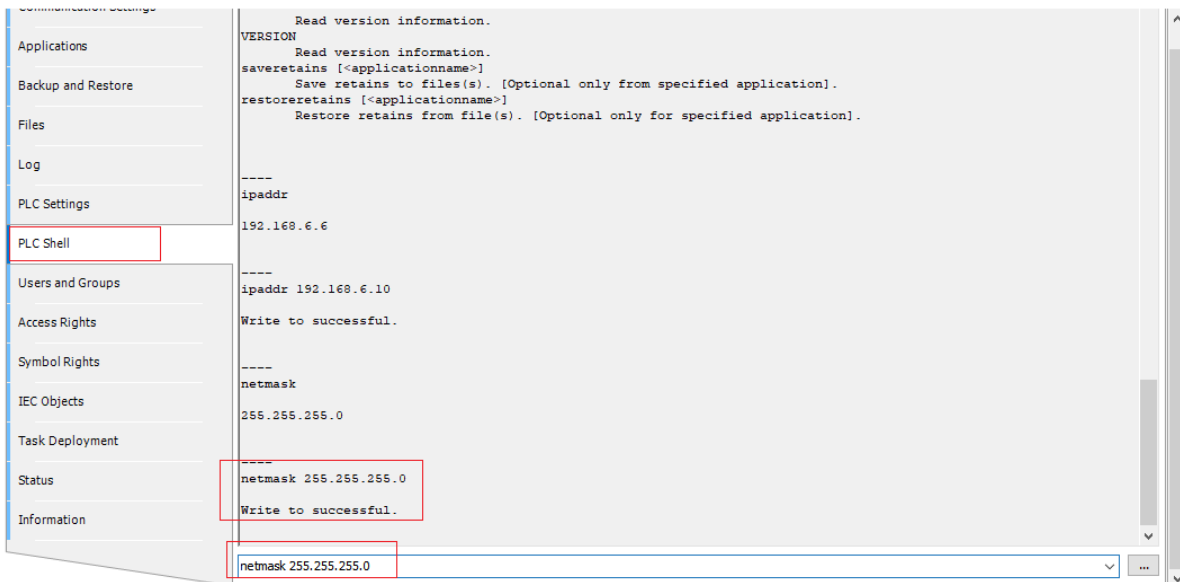 Communication Settings
Applications
Backup and Restore
Files
Log
PLC Settings
PLC Shell
Users and Groups
Access Rights
Symbol Rights
IEC Objects
Task Deployment
Status
Information
Read version information.
VERSION
Read version information.
saveretains [<applicationname>]
Save retains to files(s). [Optional only from specified application].
restoreretains [<applicationname>]
Restore retains from file(s). [Optional only for specified application].
----
ipaddr
192.168.6.6
----
ipaddr 192.168.6.10
Write to successful.
----
netmask
255.255.255.0
----
netmask 255.255.255.0
Write to successful.
netmask 255.255.255.0
...